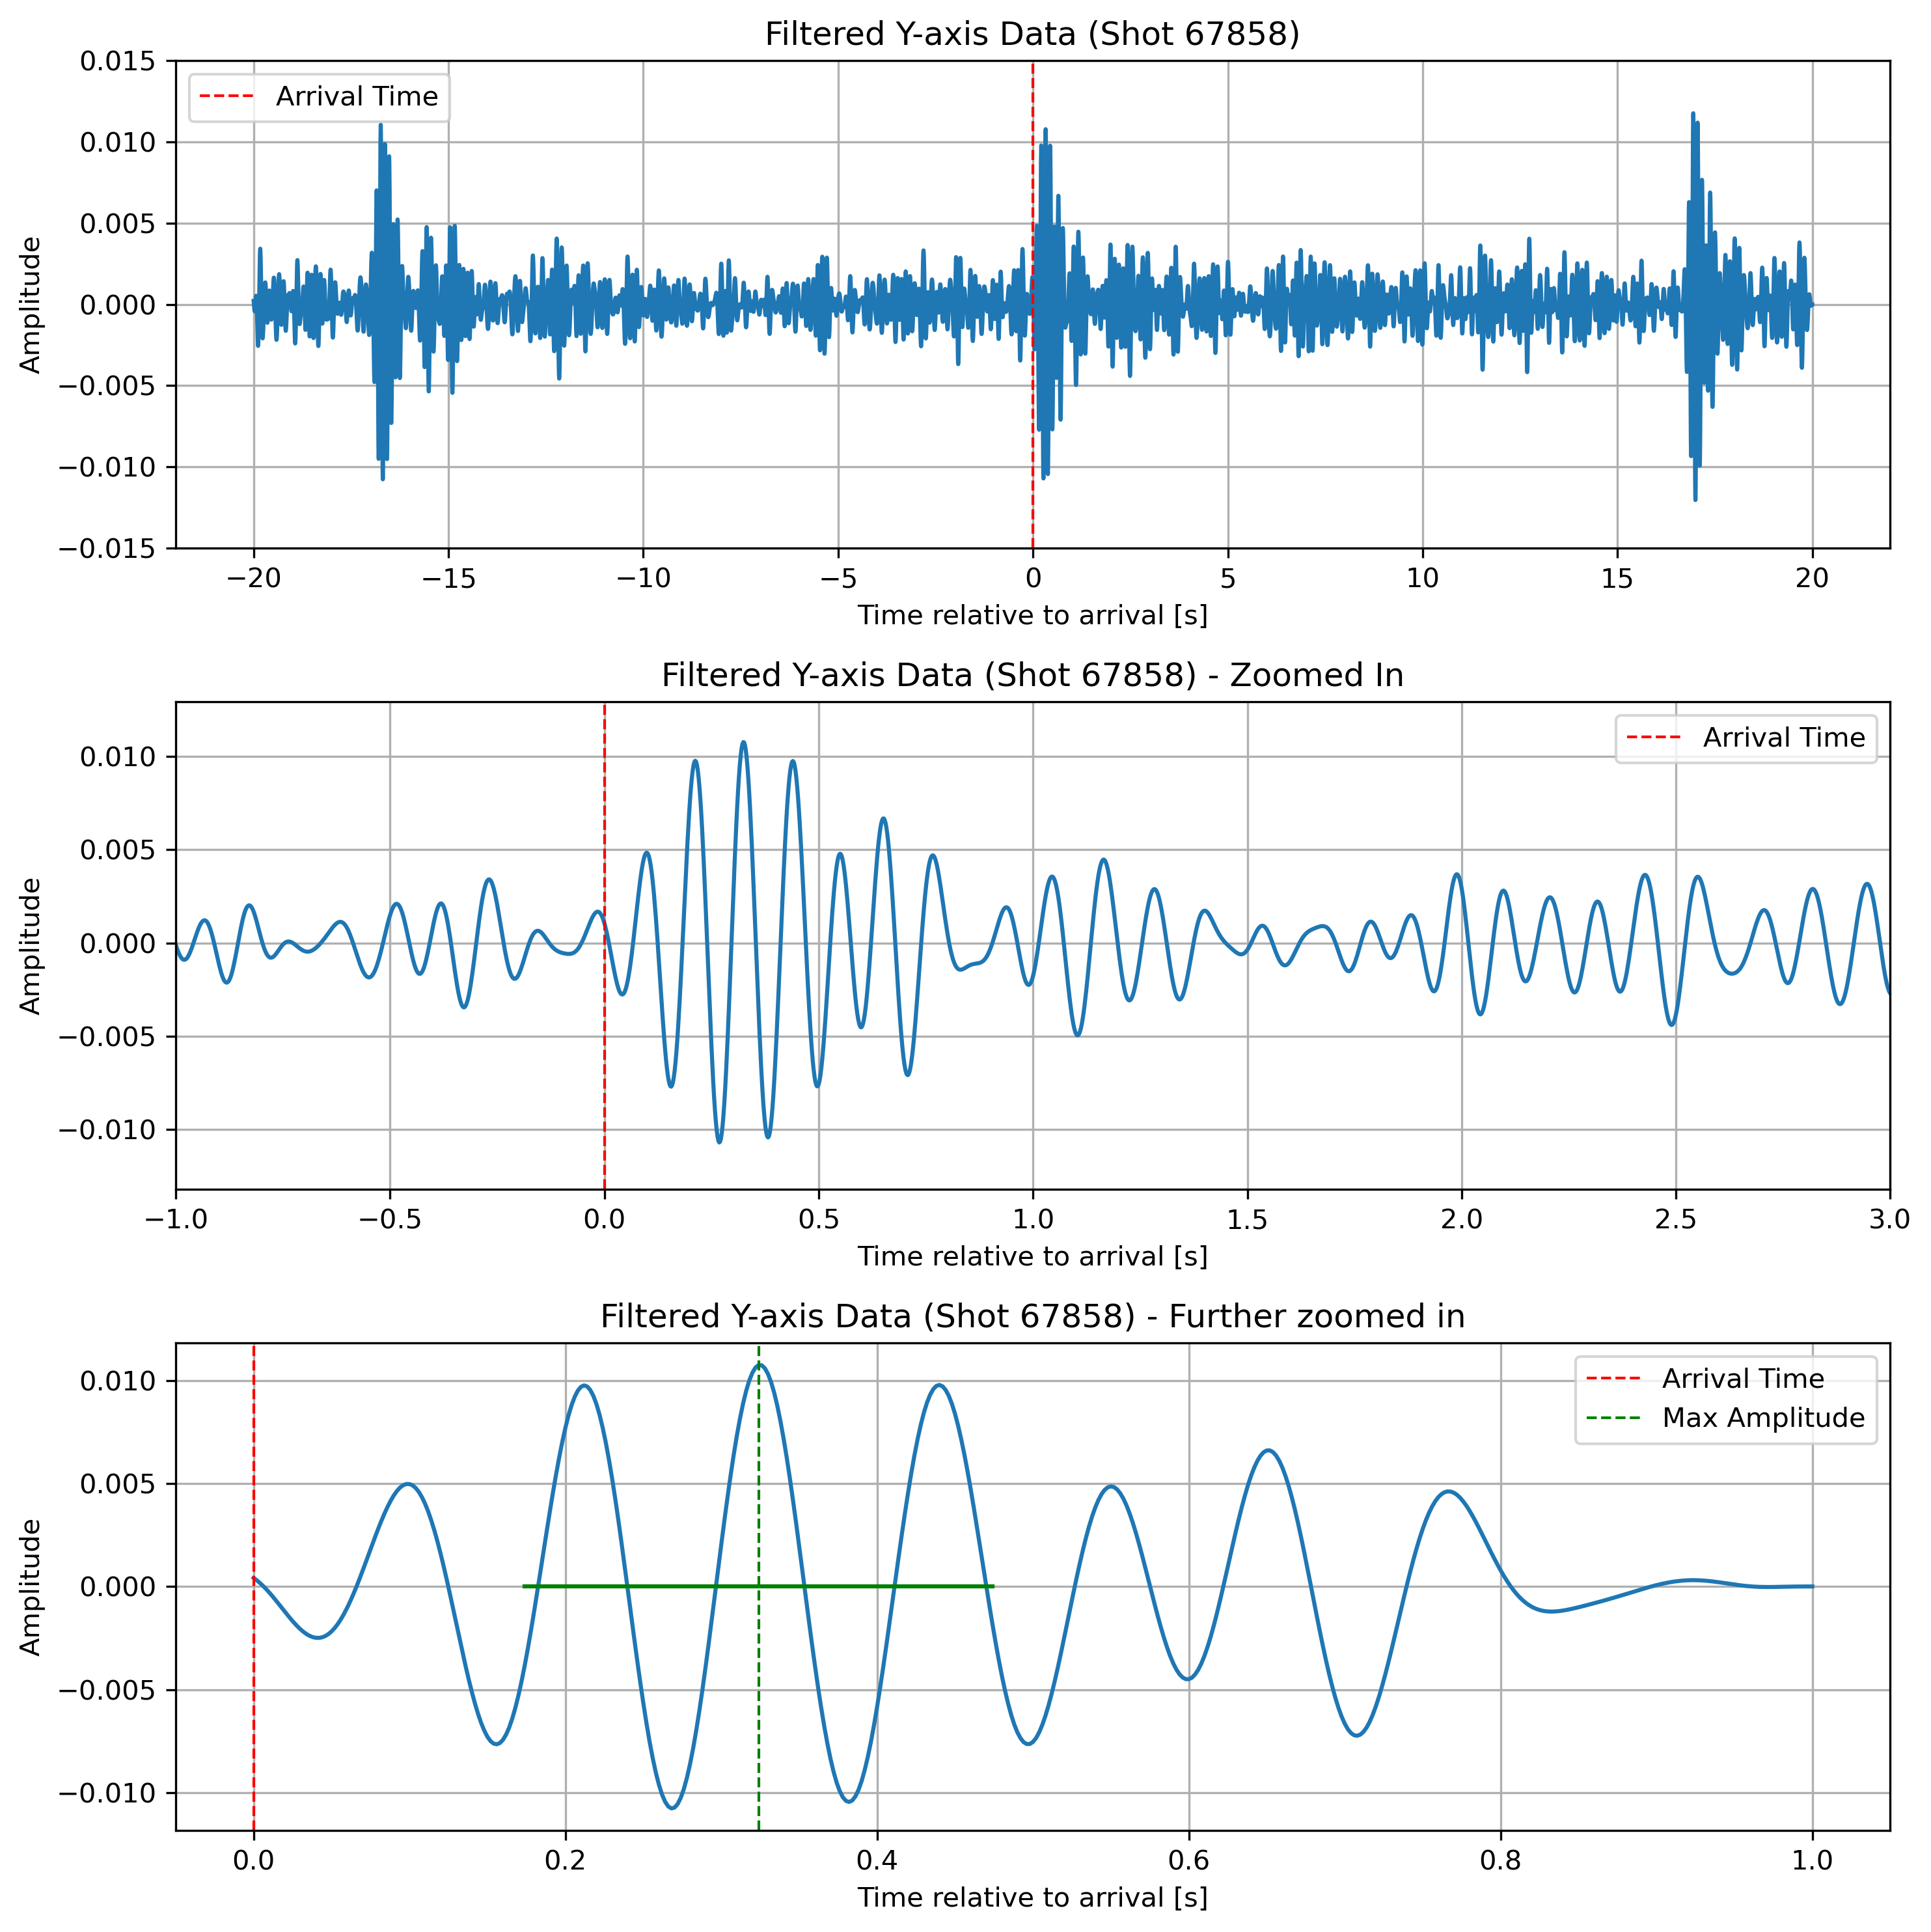 Filtered Y-axis Data (Shot 67858)
0.015
0.010
0.005
0.000
−0.005
−0.010
−0.015
Amplitude
Arrival Time
−20 −15 −10 −5 0 5 10 15 20
Time relative to arrival [s]
Filtered Y-axis Data (Shot 67858) - Zoomed In
0.010
0.005
0.000
−0.005
−0.010
Amplitude
Arrival Time
−1.0 −0.5 0.0 0.5 1.0 1.5 2.0 2.5 3.0
Time relative to arrival [s]
Filtered Y-axis Data (Shot 67858) - Further zoomed in
0.010
0.005
0.000
−0.005
−0.010
Amplitude
Arrival Time
Max Amplitude
0.0 0.2 0.4 0.6 0.8 1.0
Time relative to arrival [s]